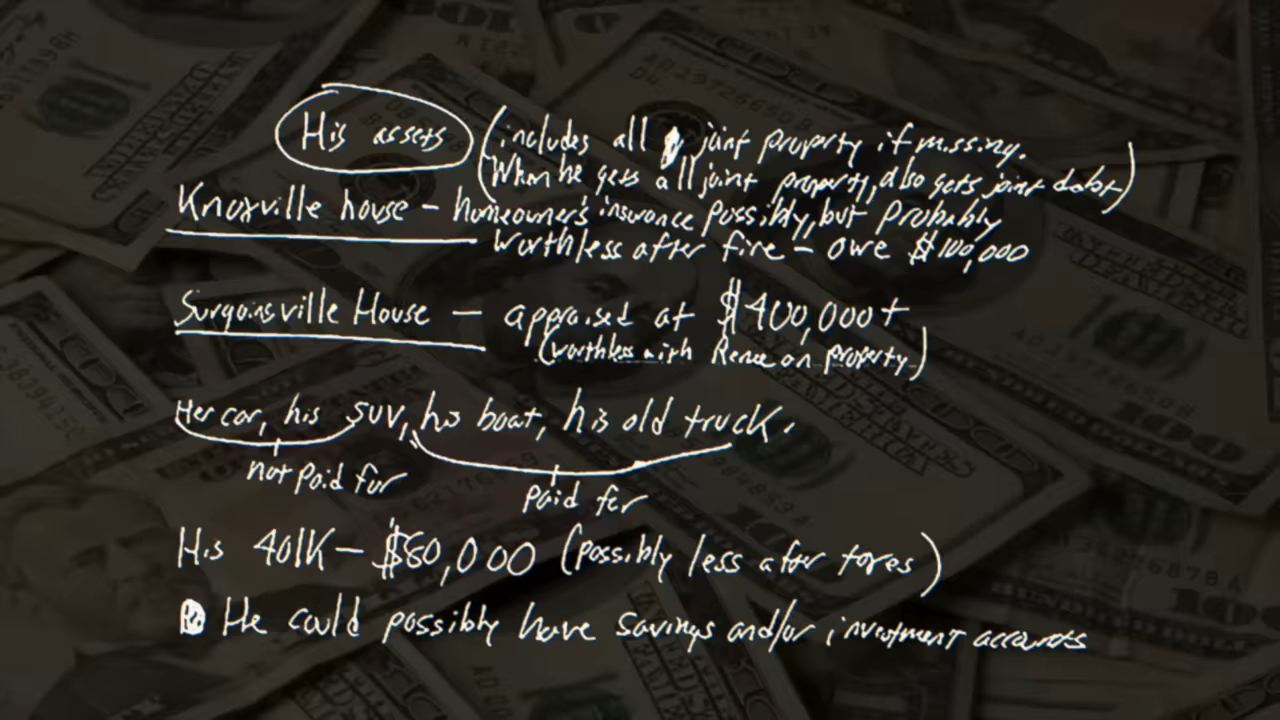 His assets (includes all joint property if missing.
When he gets all joint property, also gets joint debt)
Knoxville house - homeowner's insurance possibly, but probably
worthless after fire - owe $100,000
Surgoinsville House - appraised at $400,000+
(worthless with Renee on property)
Her car, his SUV, his boat, his old truck.
not paid for
paid for
His 401K - $80,000 (possibly less after taxes)
He could possibly have savings and/or investment accounts